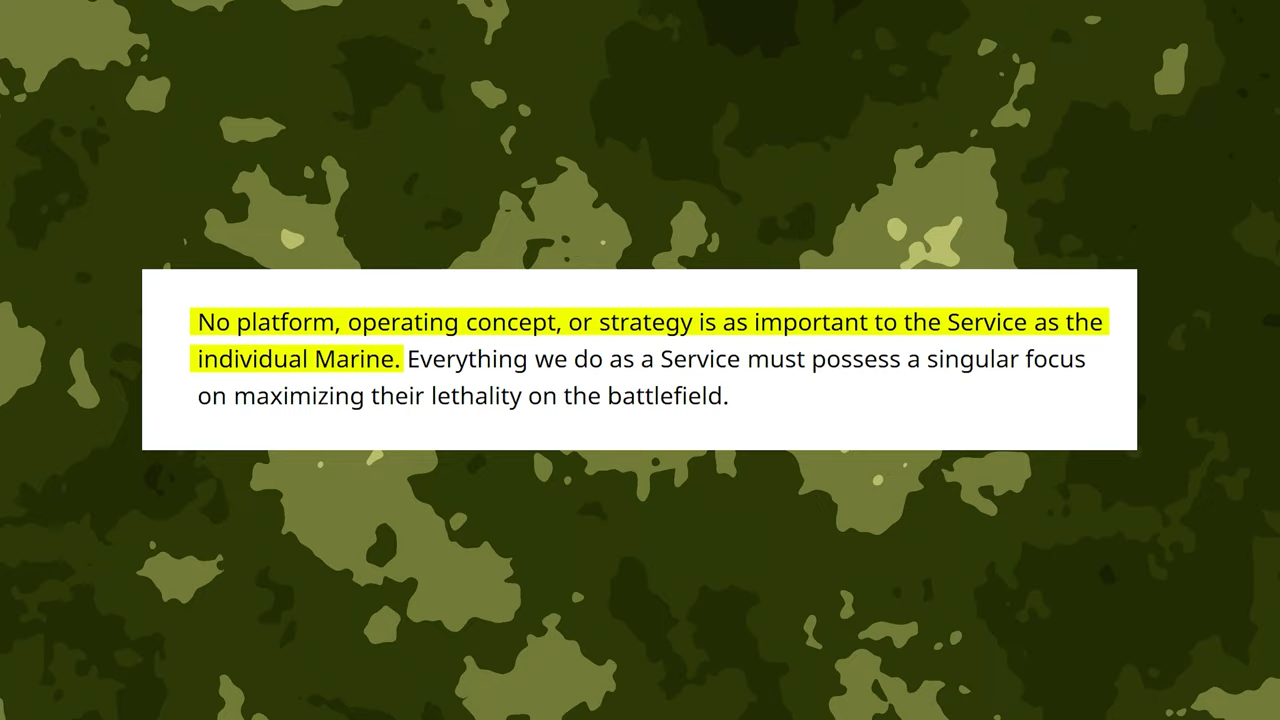 No platform, operating concept, or strategy is as important to the Service as the
individual Marine. Everything we do as a Service must possess a singular focus
on maximizing their lethality on the battlefield.